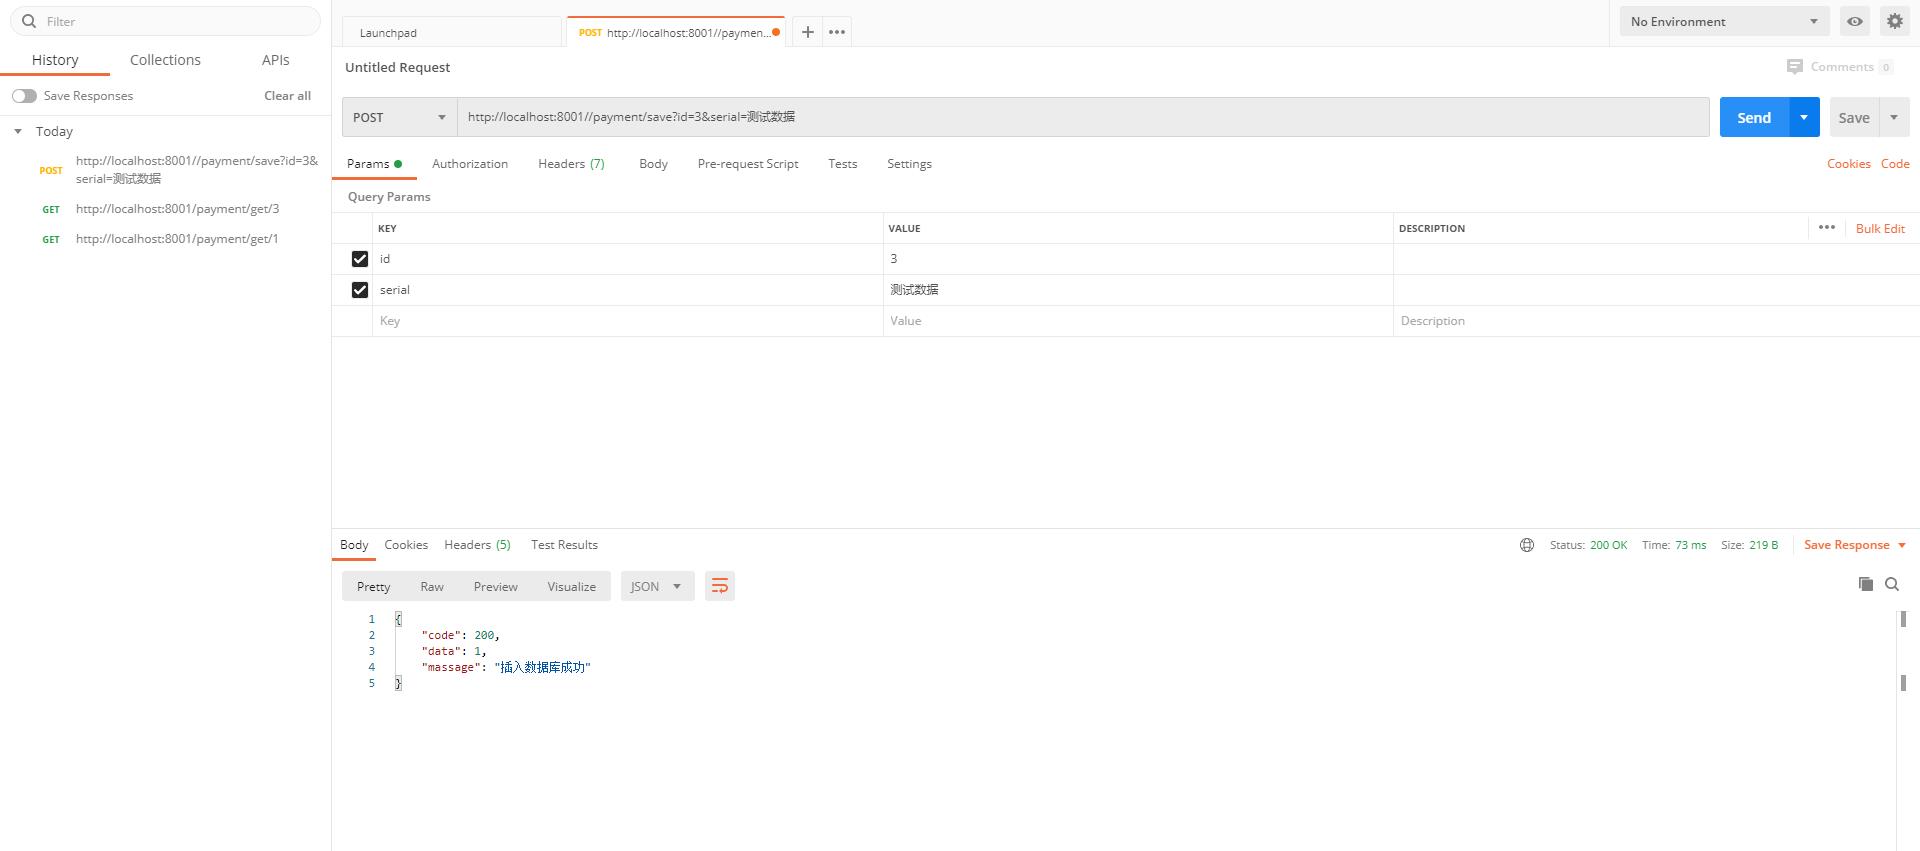 Filter
History Collections APIs
Save Responses Clear all
Today
POST http://localhost:8001//payment/save?id=3&
serial=测试数据
GET http://localhost:8001/payment/get/3
GET http://localhost:8001/payment/get/1
Launchpad
POST http://localhost:8001//paymen...
No Environment
Untitled Request
Comments 0
POST http://localhost:8001//payment/save?id=3&serial=测试数据
Send Save
Params Authorization Headers (7) Body Pre-request Script Tests Settings
Cookies Code
Query Params
KEY VALUE DESCRIPTION
Bulk Edit
id 3
serial 测试数据
Key Value Description
Body Cookies Headers (5) Test Results
Status: 200 OK Time: 73 ms Size: 219 B Save Response
Pretty Raw Preview Visualize JSON
1 {
2 "code": 200,
3 "data": 1,
4 "massage": "插入数据库成功"
5 }